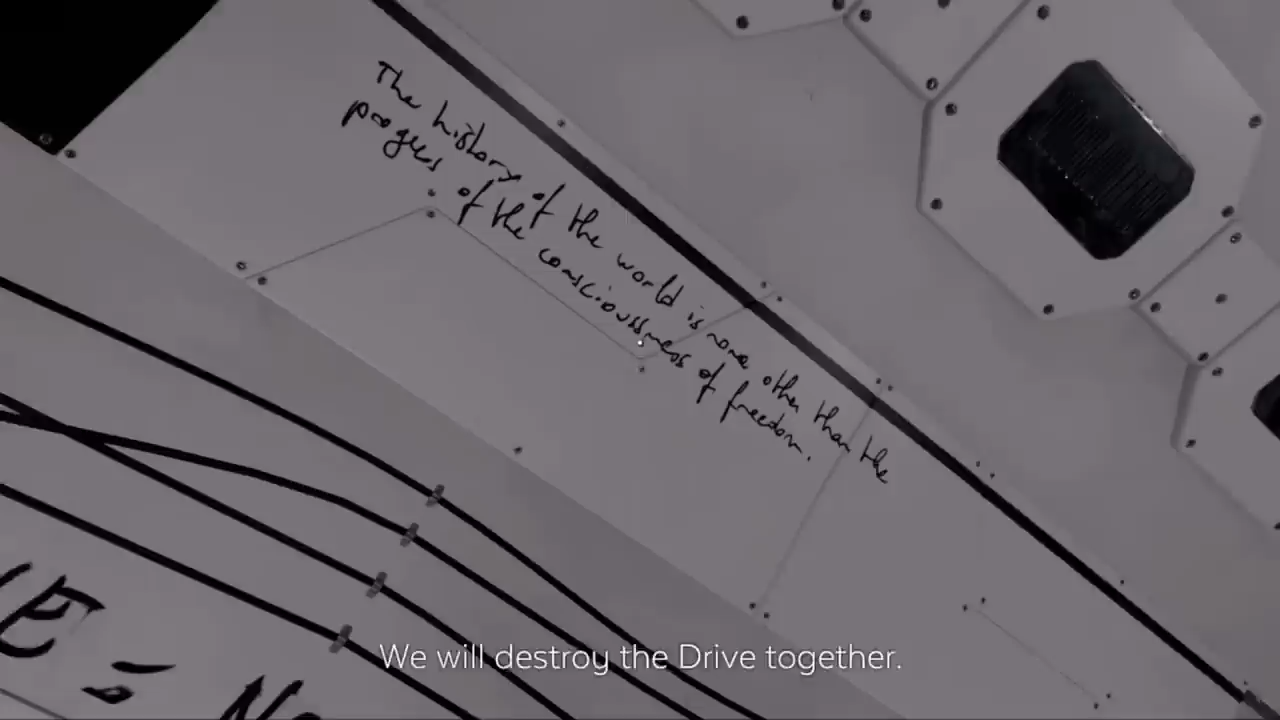 The history of the world is none other than the
progress of the consciousness of freedom.
We will destroy the Drive together.